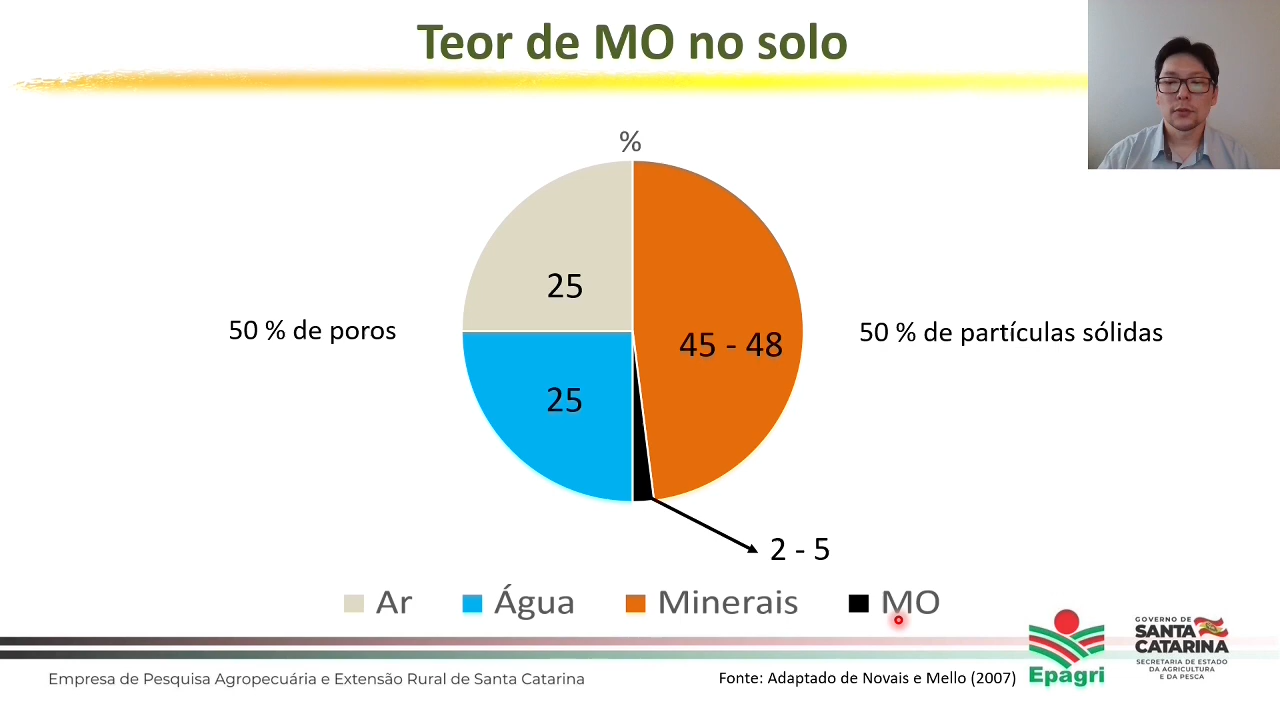 Teor de MO no solo
%
25
45 - 48
50 % de poros
50 % de partículas sólidas
25
2 - 5
Ar
Água
Minerais
MO
Empresa de Pesquisa Agropecuária e Extensão Rural de Santa Catarina
Fonte: Adaptado de Novais e Mello (2007)
Epagri
GOVERNO DE
SANTA
CATARINA
SECRETARIA DE ESTADO
DA AGRICULTURA
E DA PESCA